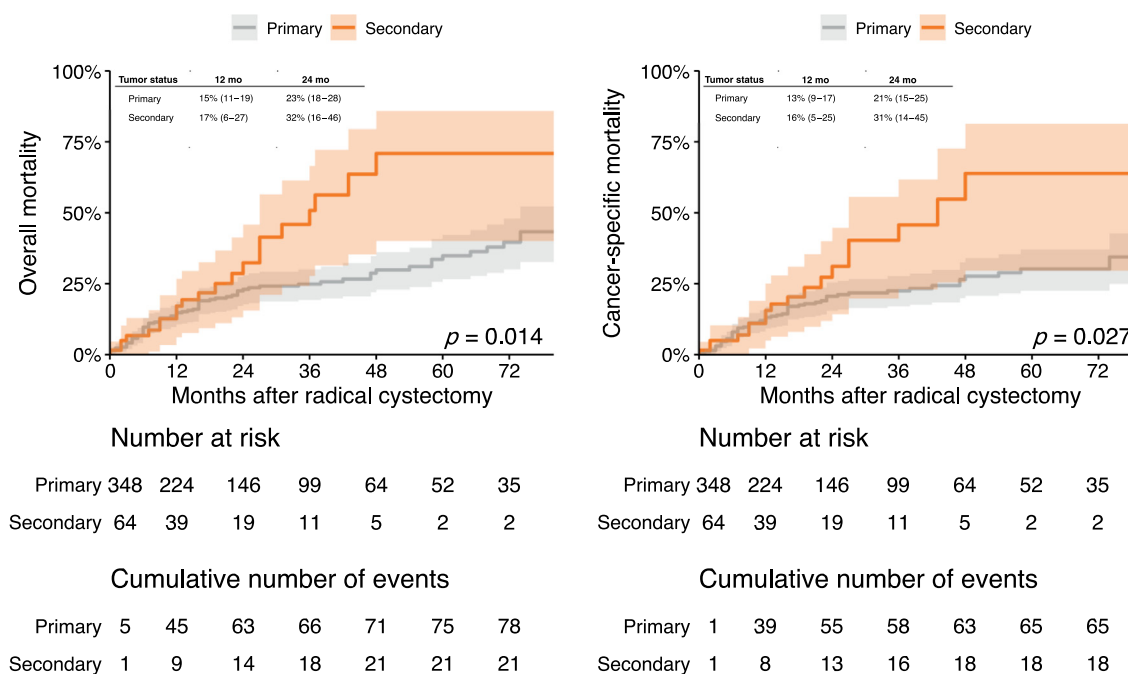 Primary Secondary
100%
75%
50%
25%
0%
Overall mortality
Tumor status 12 mo 24 mo
Primary 15% (11–19) 23% (18–28)
Secondary 17% (6–27) 32% (16–46)
p = 0.014
0 12 24 36 48 60 72
Months after radical cystectomy
Number at risk
Primary 348 224 146 99 64 52 35
Secondary 64 39 19 11 5 2 2
Cumulative number of events
Primary 5 45 63 66 71 75 78
Secondary 1 9 14 18 21 21 21
Primary Secondary
100%
75%
50%
25%
0%
Cancer-specific mortality
Tumor status 12 mo 24 mo
Primary 13% (9–17) 21% (15–25)
Secondary 16% (5–25) 31% (14–45)
p = 0.027
0 12 24 36 48 60 72
Months after radical cystectomy
Number at risk
Primary 348 224 146 99 64 52 35
Secondary 64 39 19 11 5 2 2
Cumulative number of events
Primary 1 39 55 58 63 65 65
Secondary 1 8 13 16 18 18 18